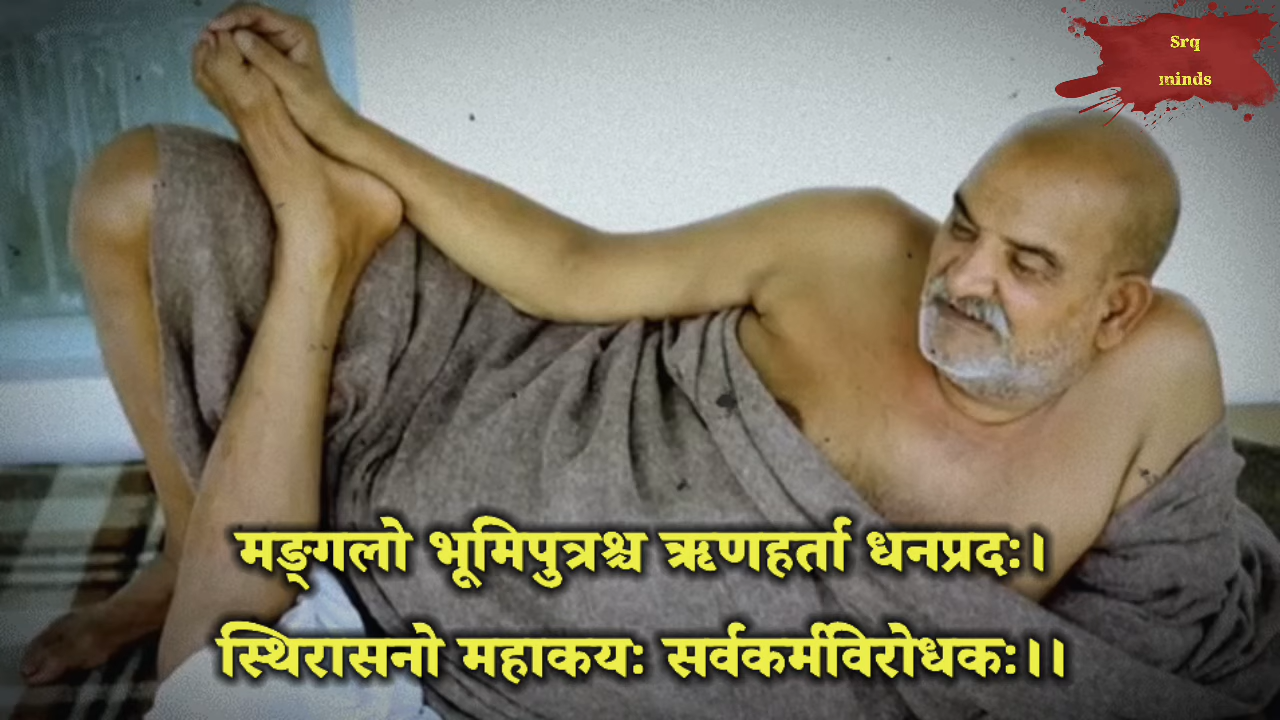 Srq
minds
मङ्गलो भूमिपुत्रश्च ऋणहर्ता धनप्रदः।
स्थिरासनो महाकयः सर्वकर्मविरोधकः।।